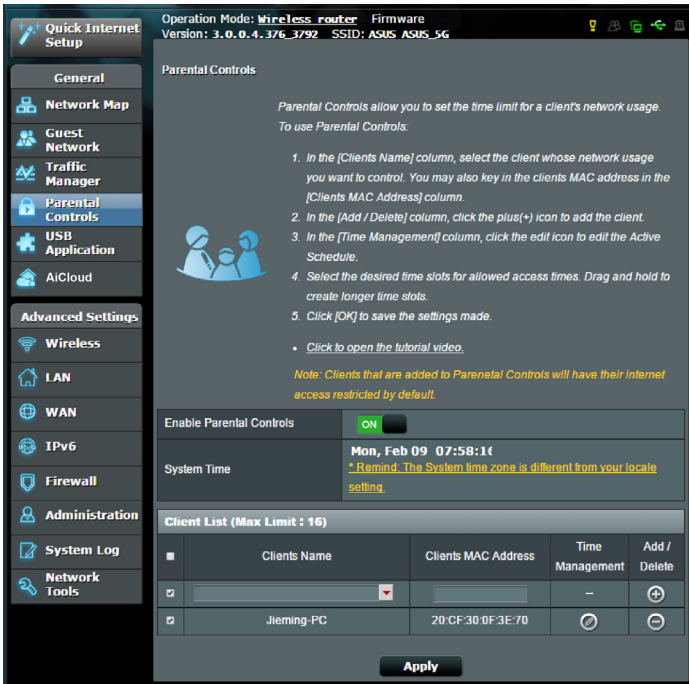 Quick Internet
Setup
General
Network Map
Guest
Network
Traffic
Manager
Parental
Controls
USB
Application
AiCloud
Advanced Settings
Wireless
LAN
WAN
IPv6
Firewall
Administration
System Log
Network
Tools
Operation Mode: Wireless router Firmware
Version: 3.0.0.4.376_3792 SSID: ASUS ASUS_5G
Parental Controls
Parental Controls allow you to set the time limit for a client's network usage.
To use Parental Controls:
1. In the [Clients Name] column, select the client whose network usage
you want to control. You may also key in the clients MAC address in the
[Clients MAC Address] column.
2. In the [Add / Delete] column, click the plus(+) icon to add the client.
3. In the [Time Management] column, click the edit icon to edit the Active
Schedule.
4. Select the desired time slots for allowed access times. Drag and hold to
create longer time slots.
5. Click [OK] to save the settings made.
• Click to open the tutorial video.
Note: Clients that are added to Parenetal Controls will have their internet
access restricted by default.
Enable Parental Controls ON
System Time Mon, Feb 09 07:58:16
* Remind: The System time zone is different from your locale
setting.
Client List (Max Limit : 16)
Clients Name Clients MAC Address Time Management Add / Delete
–
Jieming-PC 20:CF:30:0F:3E:70
Apply